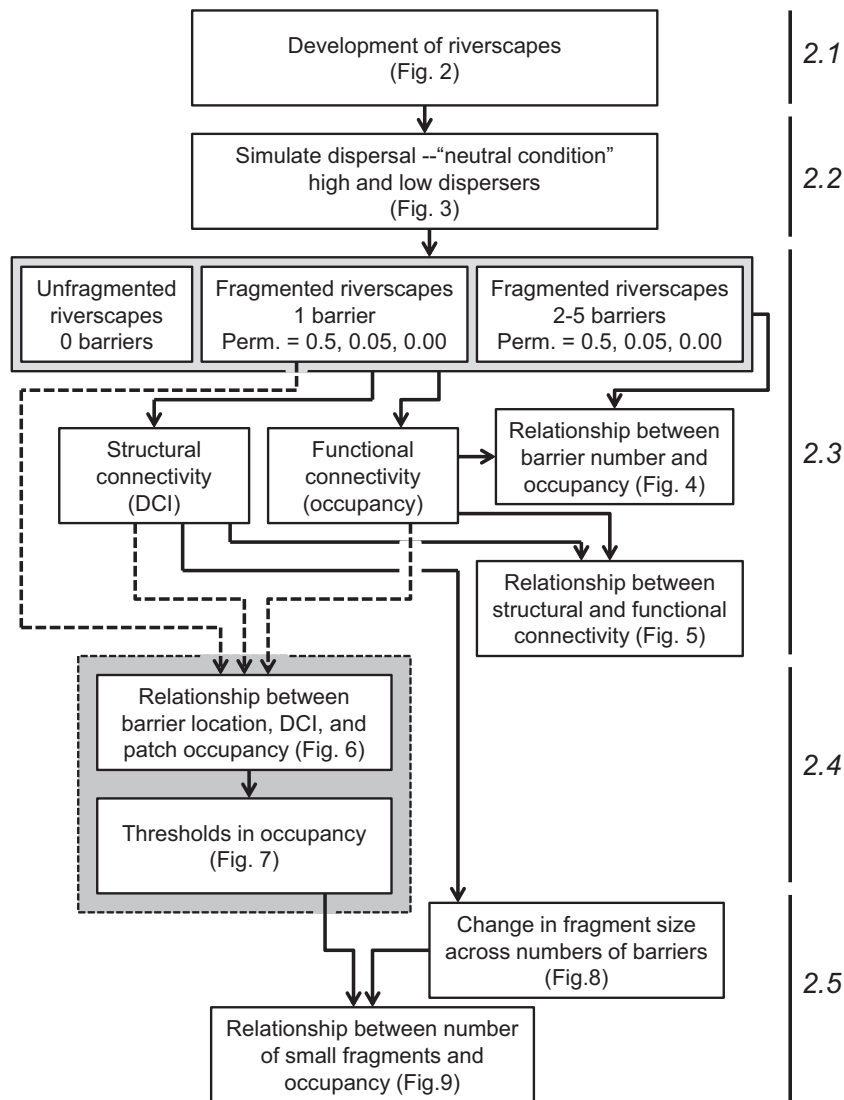 Development of riverscapes
(Fig. 2)
2.1
Simulate dispersal --“neutral condition”
high and low dispersers
(Fig. 3)
2.2
Unfragmented
riverscapes
0 barriers
Fragmented riverscapes
1 barrier
Perm. = 0.5, 0.05, 0.00
Fragmented riverscapes
2-5 barriers
Perm. = 0.5, 0.05, 0.00
Structural
connectivity
(DCI)
Functional
connectivity
(occupancy)
Relationship between
barrier number and
occupancy (Fig. 4)
2.3
Relationship between
structural and functional
connectivity (Fig. 5)
Relationship between
barrier location, DCI, and
patch occupancy (Fig. 6)
2.4
Thresholds in occupancy
(Fig. 7)
Change in fragment size
across numbers of barriers
(Fig.8)
2.5
Relationship between number
of small fragments and
occupancy (Fig.9)